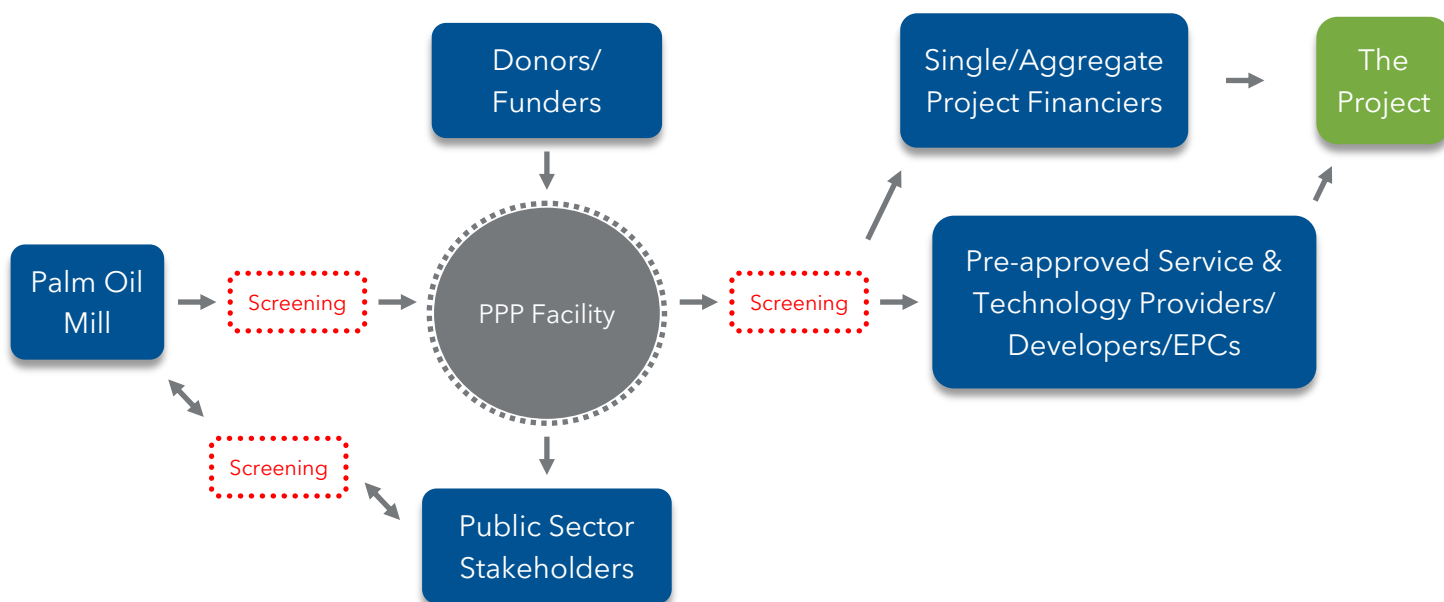 Donors/
Funders
Single/Aggregate
Project Financiers
The
Project
Palm Oil
Mill
Screening
PPP Facility
Screening
Pre-approved Service &
Technology Providers/
Developers/EPCs
Screening
Public Sector
Stakeholders